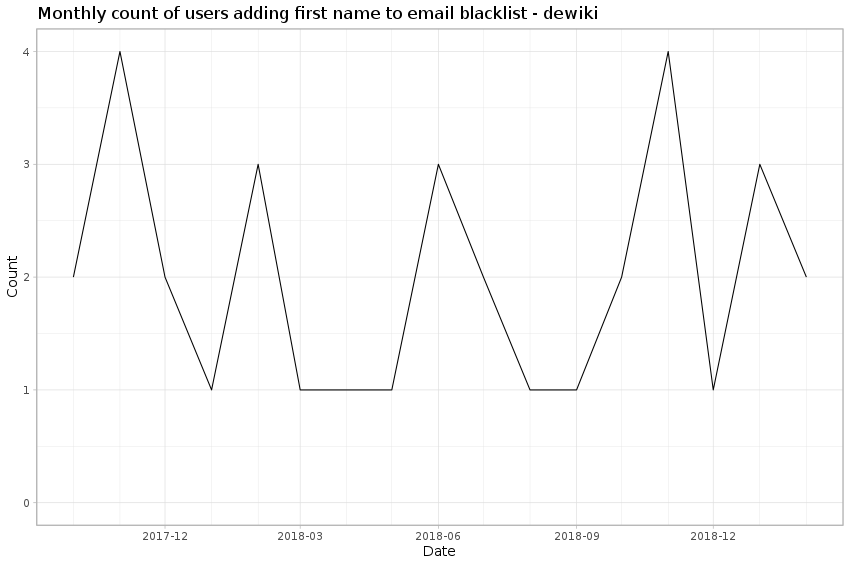 Monthly count of users adding first name to email blacklist - dewiki
4
3
2
1
0
Count
2017-12 2018-03 2018-06 2018-09 2018-12
Date